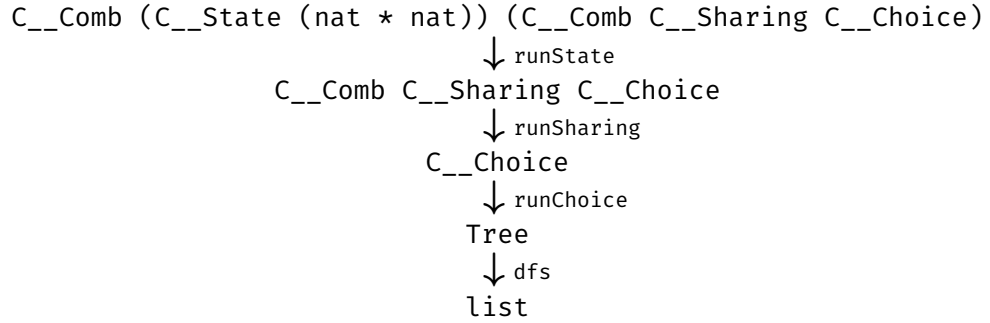 C__Comb (C__State (nat * nat)) (C__Comb C__Sharing C__Choice)
runState
C__Comb C__Sharing C__Choice
runSharing
C__Choice
runChoice
Tree
dfs
list